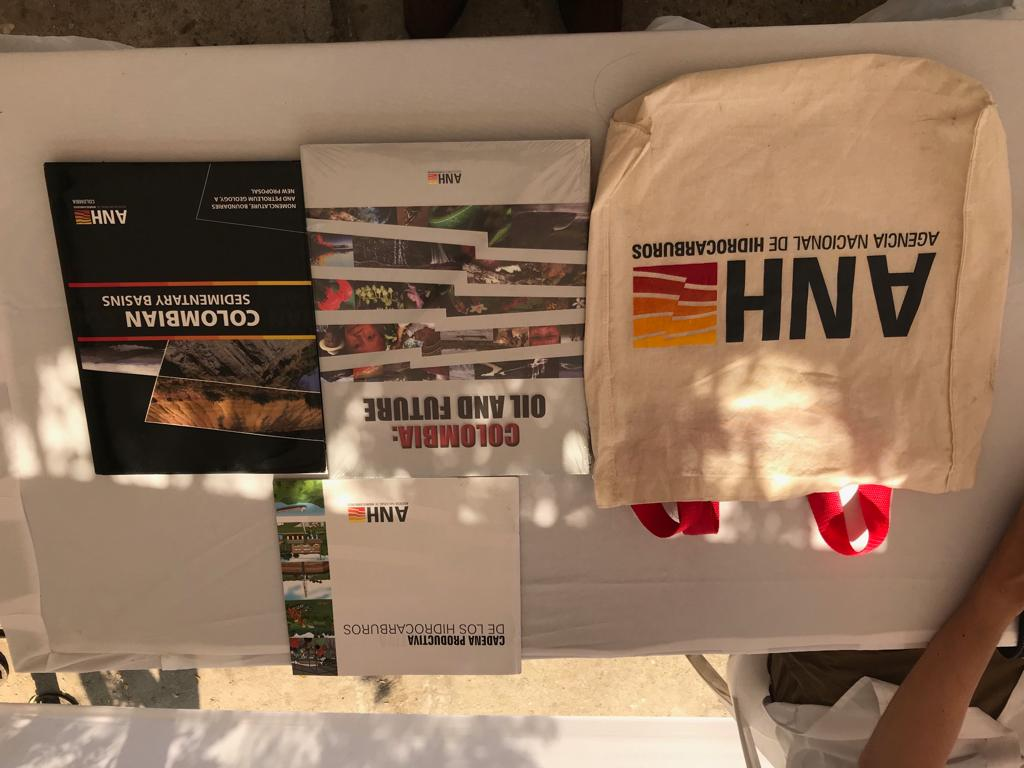 COLOMBIAN
SEDIMENTARY BASINS
ANH
COLOMBIA
NOMENCLATURE, BOUNDARIES
AND PETROLEUM GEOLOGY, A
NEW PROPOSAL
COLOMBIA:
OIL AND FUTURE
ANH
ANH
AGENCIA NACIONAL DE HIDROCARBUROS
CADENA PRODUCTIVA
DE LOS HIDROCARBUROS
ANH